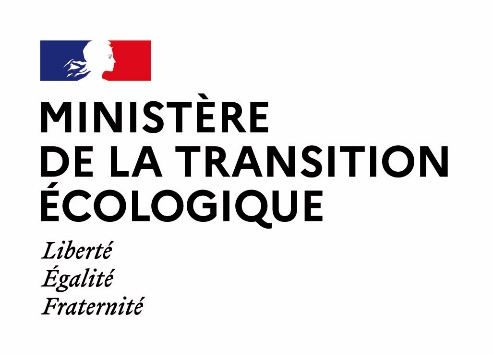 MINISTÈRE
DE LA TRANSITION
ÉCOLOGIQUE
Liberté
Égalité
Fraternité